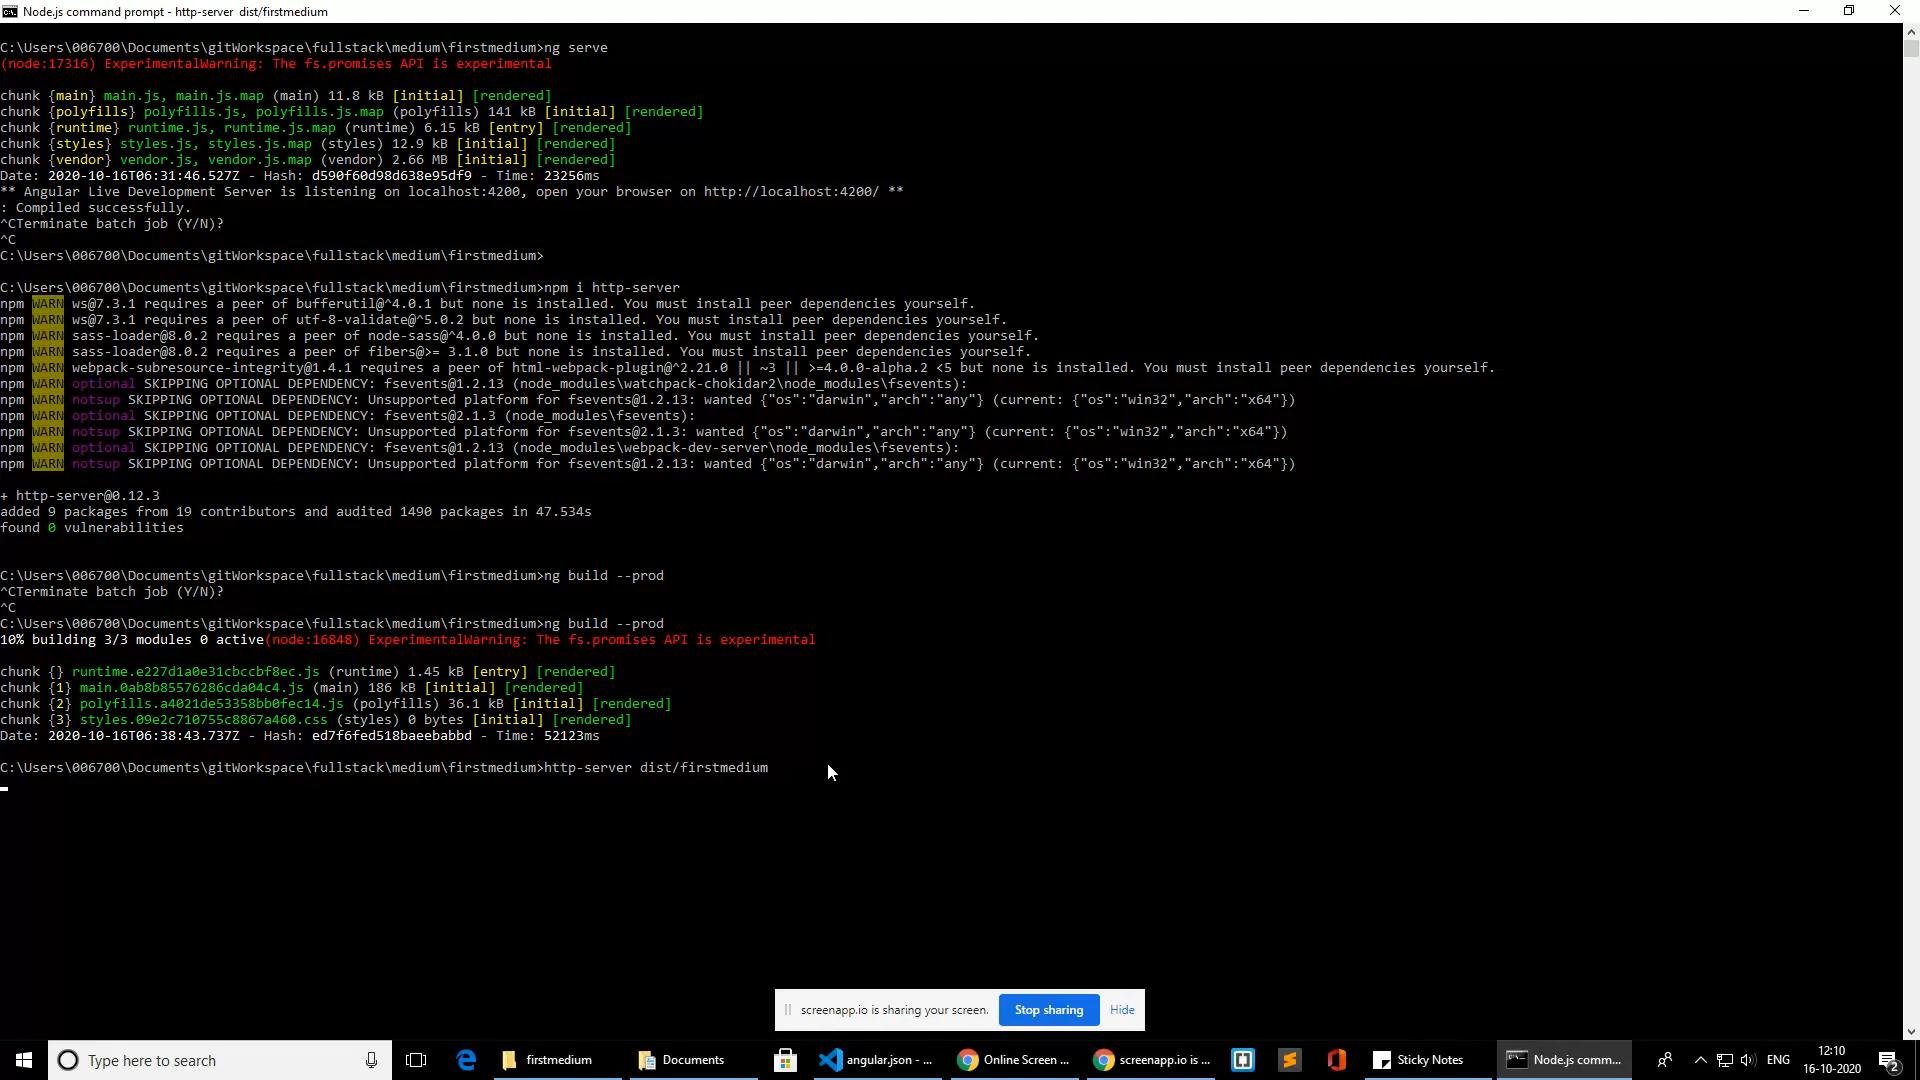 Node.js command prompt - http-server  dist/firstmedium
C:\Users\006700\Documents\gitWorkspace\fullstack\medium\firstmedium>ng serve
(node:17316) ExperimentalWarning: The fs.promises API is experimental
chunk {main} main.js, main.js.map (main) 11.8 kB [initial] [rendered]
chunk {polyfills} polyfills.js, polyfills.js.map (polyfills) 141 kB [initial] [rendered]
chunk {runtime} runtime.js, runtime.js.map (runtime) 6.15 kB [entry] [rendered]
chunk {styles} styles.js, styles.js.map (styles) 12.9 kB [initial] [rendered]
chunk {vendor} vendor.js, vendor.js.map (vendor) 2.66 MB [initial] [rendered]
Date: 2020-10-16T06:31:46.527Z - Hash: d590f60d98d638e95df9 - Time: 23256ms
** Angular Live Development Server is listening on localhost:4200, open your browser on http://localhost:4200/ **
: Compiled successfully.
^CTerminate batch job (Y/N)?
^C
C:\Users\006700\Documents\gitWorkspace\fullstack\medium\firstmedium>
C:\Users\006700\Documents\gitWorkspace\fullstack\medium\firstmedium>npm i http-server
npm WARN ws@7.3.1 requires a peer of bufferutil@^4.0.1 but none is installed. You must install peer dependencies yourself.
npm WARN ws@7.3.1 requires a peer of utf-8-validate@^5.0.2 but none is installed. You must install peer dependencies yourself.
npm WARN sass-loader@8.0.2 requires a peer of node-sass@^4.0.0 but none is installed. You must install peer dependencies yourself.
npm WARN sass-loader@8.0.2 requires a peer of fibers@>= 3.1.0 but none is installed. You must install peer dependencies yourself.
npm WARN webpack-subresource-integrity@1.4.1 requires a peer of html-webpack-plugin@^2.21.0 || ~3 || >=4.0.0-alpha.2 <5 but none is installed. You must install peer dependencies yourself.
npm WARN optional SKIPPING OPTIONAL DEPENDENCY: fsevents@1.2.13 (node_modules\watchpack-chokidar2\node_modules\fsevents):
npm WARN notsup SKIPPING OPTIONAL DEPENDENCY: Unsupported platform for fsevents@1.2.13: wanted {"os":"darwin","arch":"any"} (current: {"os":"win32","arch":"x64"})
npm WARN optional SKIPPING OPTIONAL DEPENDENCY: fsevents@2.1.3 (node_modules\fsevents):
npm WARN notsup SKIPPING OPTIONAL DEPENDENCY: Unsupported platform for fsevents@2.1.3: wanted {"os":"darwin","arch":"any"} (current: {"os":"win32","arch":"x64"})
npm WARN optional SKIPPING OPTIONAL DEPENDENCY: fsevents@1.2.13 (node_modules\webpack-dev-server\node_modules\fsevents):
npm WARN notsup SKIPPING OPTIONAL DEPENDENCY: Unsupported platform for fsevents@1.2.13: wanted {"os":"darwin","arch":"any"} (current: {"os":"win32","arch":"x64"})
+ http-server@0.12.3
added 9 packages from 19 contributors and audited 1490 packages in 47.534s
found 0 vulnerabilities
C:\Users\006700\Documents\gitWorkspace\fullstack\medium\firstmedium>ng build --prod
^CTerminate batch job (Y/N)?
^C
C:\Users\006700\Documents\gitWorkspace\fullstack\medium\firstmedium>ng build --prod
10% building 3/3 modules 0 active(node:16848) ExperimentalWarning: The fs.promises API is experimental
chunk {} runtime.e227d1a0e31cbccbf8ec.js (runtime) 1.45 kB [entry] [rendered]
chunk {1} main.0ab8b85576286cda04c4.js (main) 186 kB [initial] [rendered]
chunk {2} polyfills.a4021de53358bb0fec14.js (polyfills) 36.1 kB [initial] [rendered]
chunk {3} styles.09e2c710755c8867a460.css (styles) 0 bytes [initial] [rendered]
Date: 2020-10-16T06:38:43.737Z - Hash: ed7f6fed518baeebabbd - Time: 52123ms
C:\Users\006700\Documents\gitWorkspace\fullstack\medium\firstmedium>http-server dist/firstmedium
screenapp.io is sharing your screen. Stop sharing Hide
Type here to search firstmedium Documents angular.json - ... Online Screen ... screenapp.io is ... Sticky Notes Node.js comm... ENG 12:10
16-10-2020 2